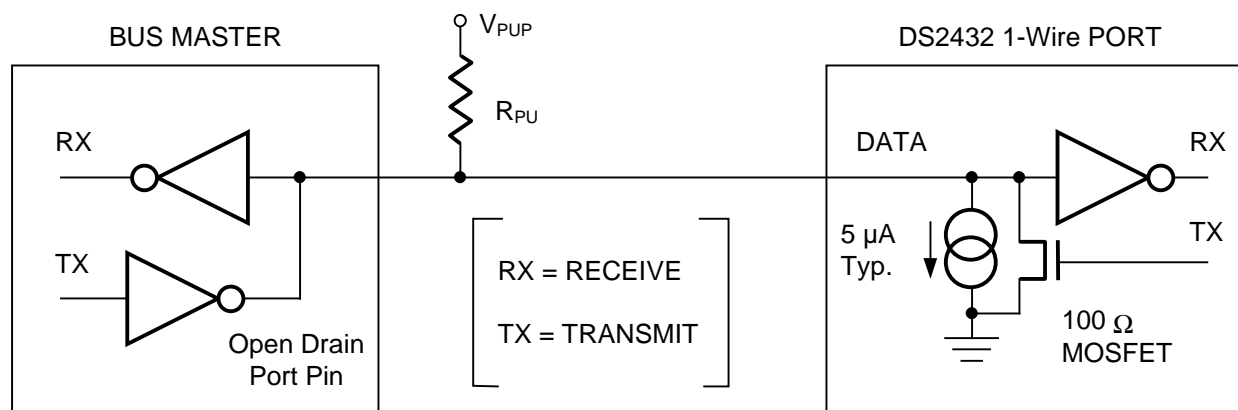 BUS MASTER
V_PUP
DS2432 1-Wire PORT
R_PU
RX
TX
Open Drain
Port Pin
RX = RECEIVE
TX = TRANSMIT
DATA
RX
TX
5 µA
Typ.
100 Ω
MOSFET